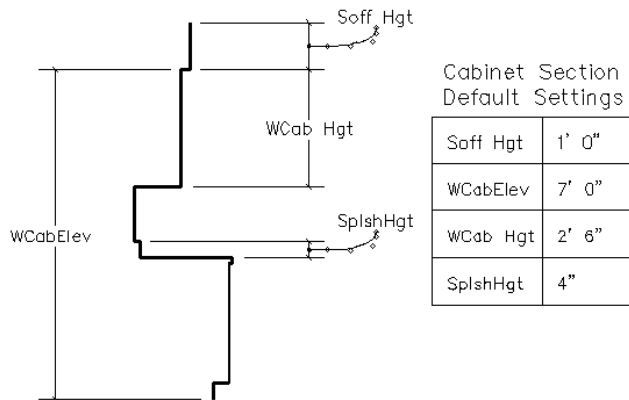 Soff Hgt
WCab Hgt
WCabElev
SplshHgt
Cabinet Section
Default Settings
Soff Hgt 1' 0"
WCabElev 7' 0"
WCab Hgt 2' 6"
SplshHgt 4"